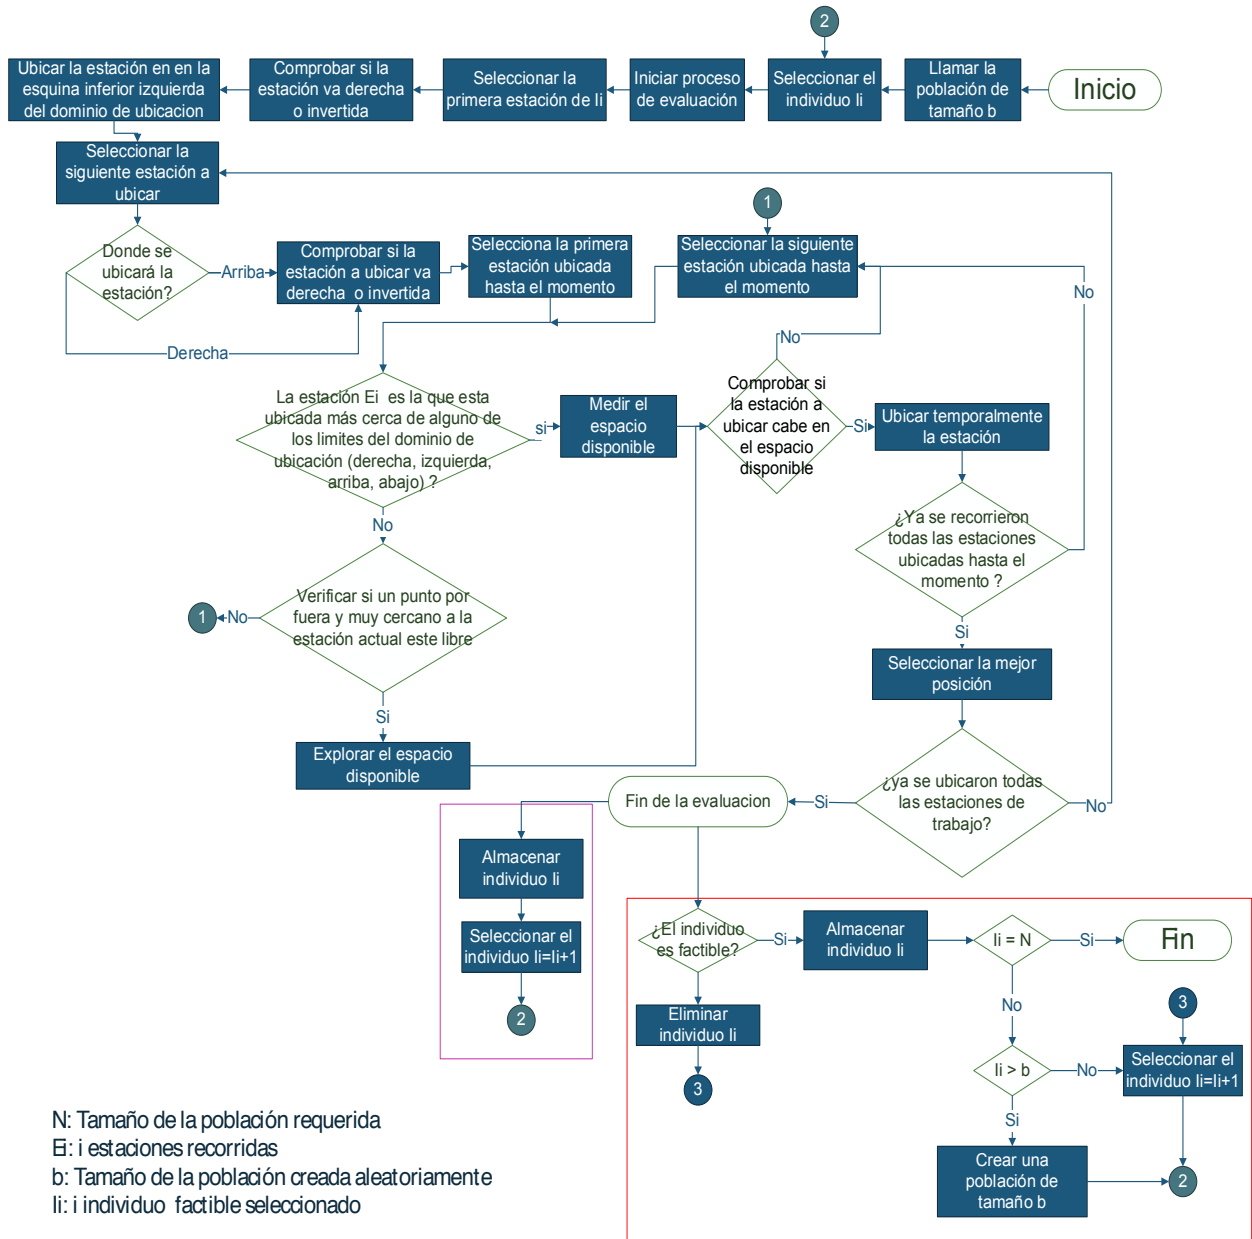 2
Inicio
Llamar la
población de
tamaño b
Seleccionar el
individuo Ii
Iniciar proceso
de evaluación
Seleccionar la
primera estación de Ii
Comprobar si la
estación va derecha
o invertida
Ubicar la estación en en la
esquina inferior izquierda
del dominio de ubicacion
Seleccionar la
siguiente estación a
ubicar
Donde se
ubicará la
estación?
Arriba
Derecha
Comprobar si la
estación a ubicar va
derecha o invertida
Selecciona la primera
estación ubicada
hasta el momento
1
Seleccionar la siguiente
estación ubicada hasta
el momento
No
No
La estación Ei es la que esta
ubicada más cerca de alguno de
los limites del dominio de
ubicación (derecha, izquierda,
arriba, abajo) ?
si
Medir el
espacio
disponible
Comprobar si
la estación a
ubicar cabe en
el espacio
disponible
Si
Ubicar temporalmente
la estación
¿Ya se recorrieron
todas las estaciones
ubicadas hasta el
momento ?
No
Verificar si un punto por
fuera y muy cercano a la
estación actual este libre
No
1
Si
Explorar el espacio
disponible
Si
Seleccionar la mejor
posición
¿ya se ubicaron todas
las estaciones de
trabajo?
No
Si
Fin de la evaluacion
Almacenar
individuo Ii
Seleccionar el
individuo Ii=Ii+1
2
¿El individuo
es factible?
Si
Almacenar
individuo Ii
Ii = N
Si
Fin
Eliminar
individuo Ii
3
No
Ii > b
No
3
Seleccionar el
individuo Ii=Ii+1
Si
Crear una
población de
tamaño b
2
N: Tamaño de la población requerida
Ei: i estaciones recorridas
b: Tamaño de la población creada aleatoriamente
Ii: i individuo factible seleccionado